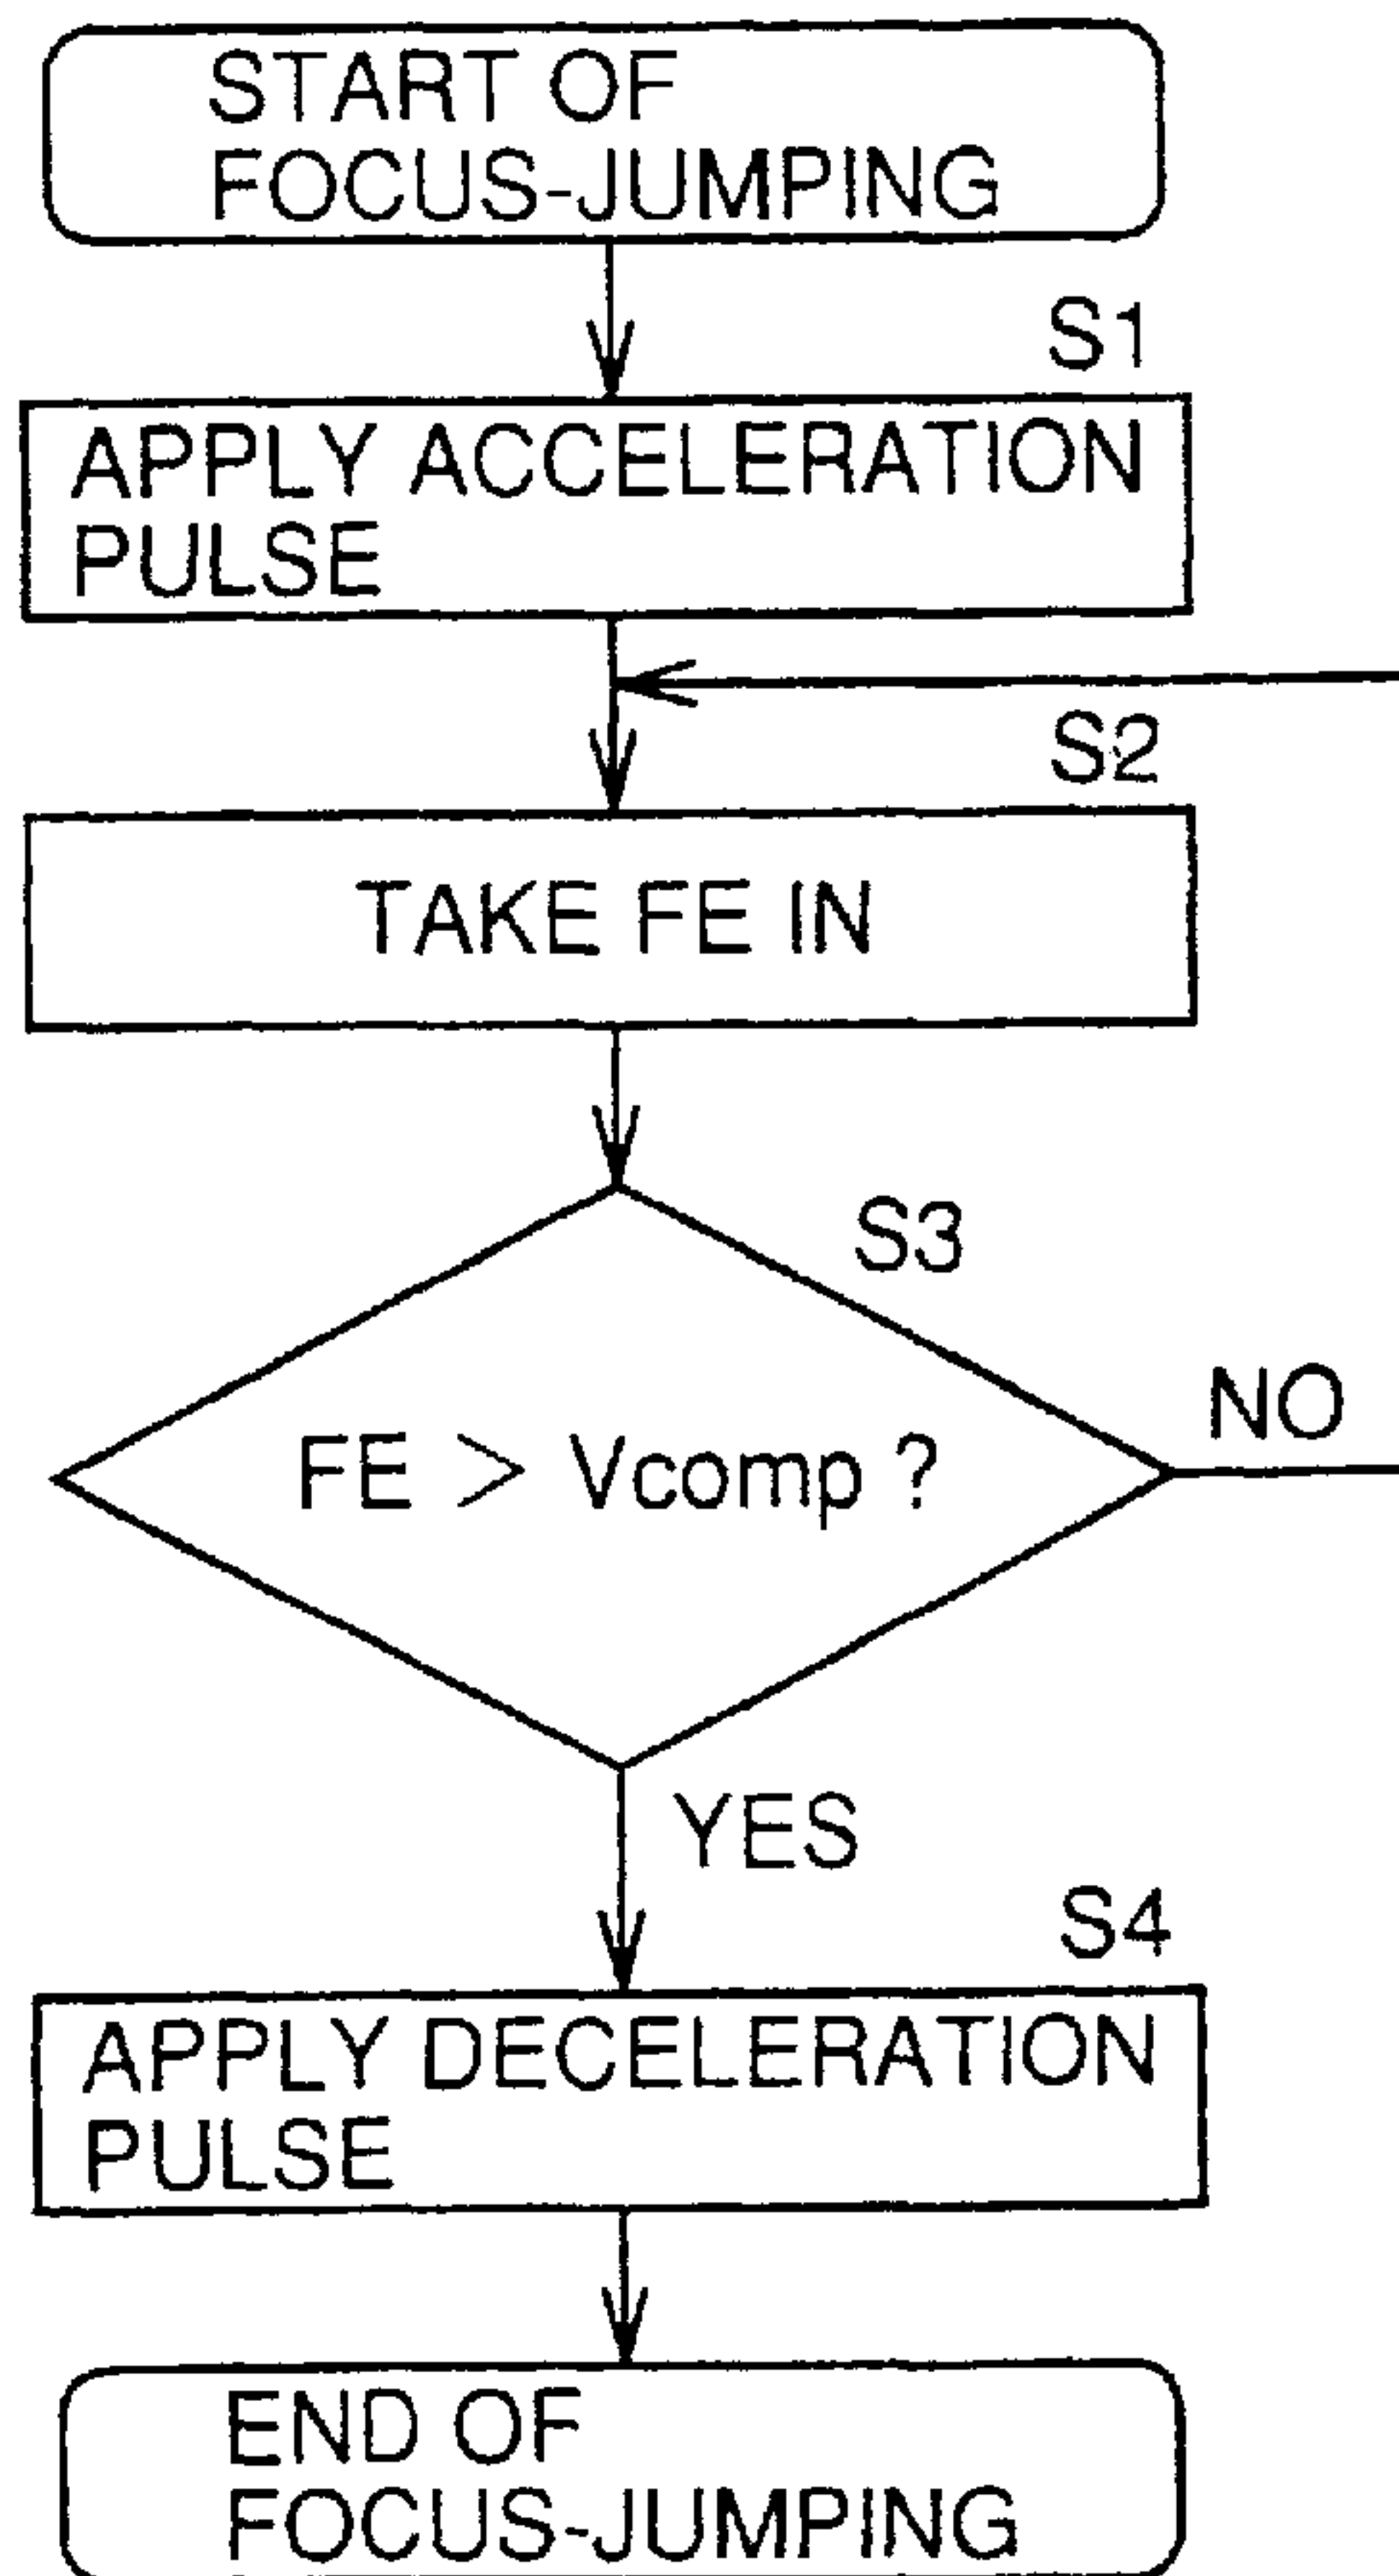 START OF
FOCUS-JUMPING
S1
APPLY ACCELERATION
PULSE
S2
TAKE FE IN
S3
FE > Vcomp ?
NO
YES
S4
APPLY DECELERATION
PULSE
END OF
FOCUS-JUMPING